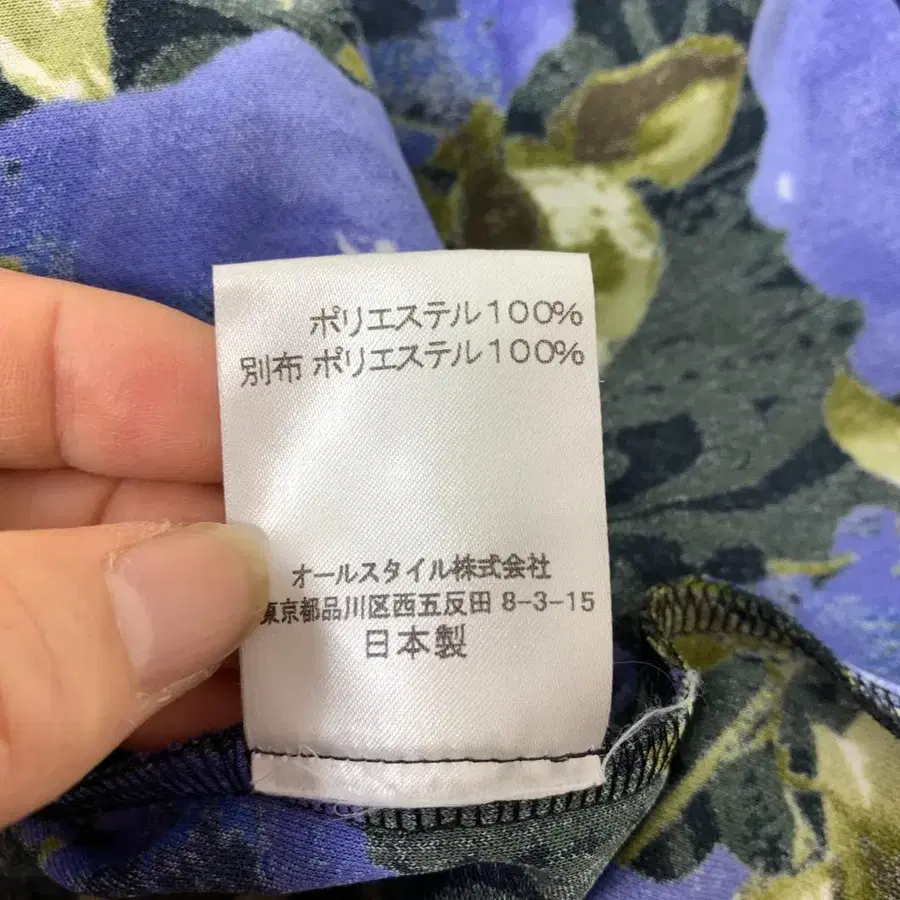 ポリエステル100%
別布 ポリエステル100%
オールスタイル株式会社
東京都品川区西五反田 8-3-15
日本製